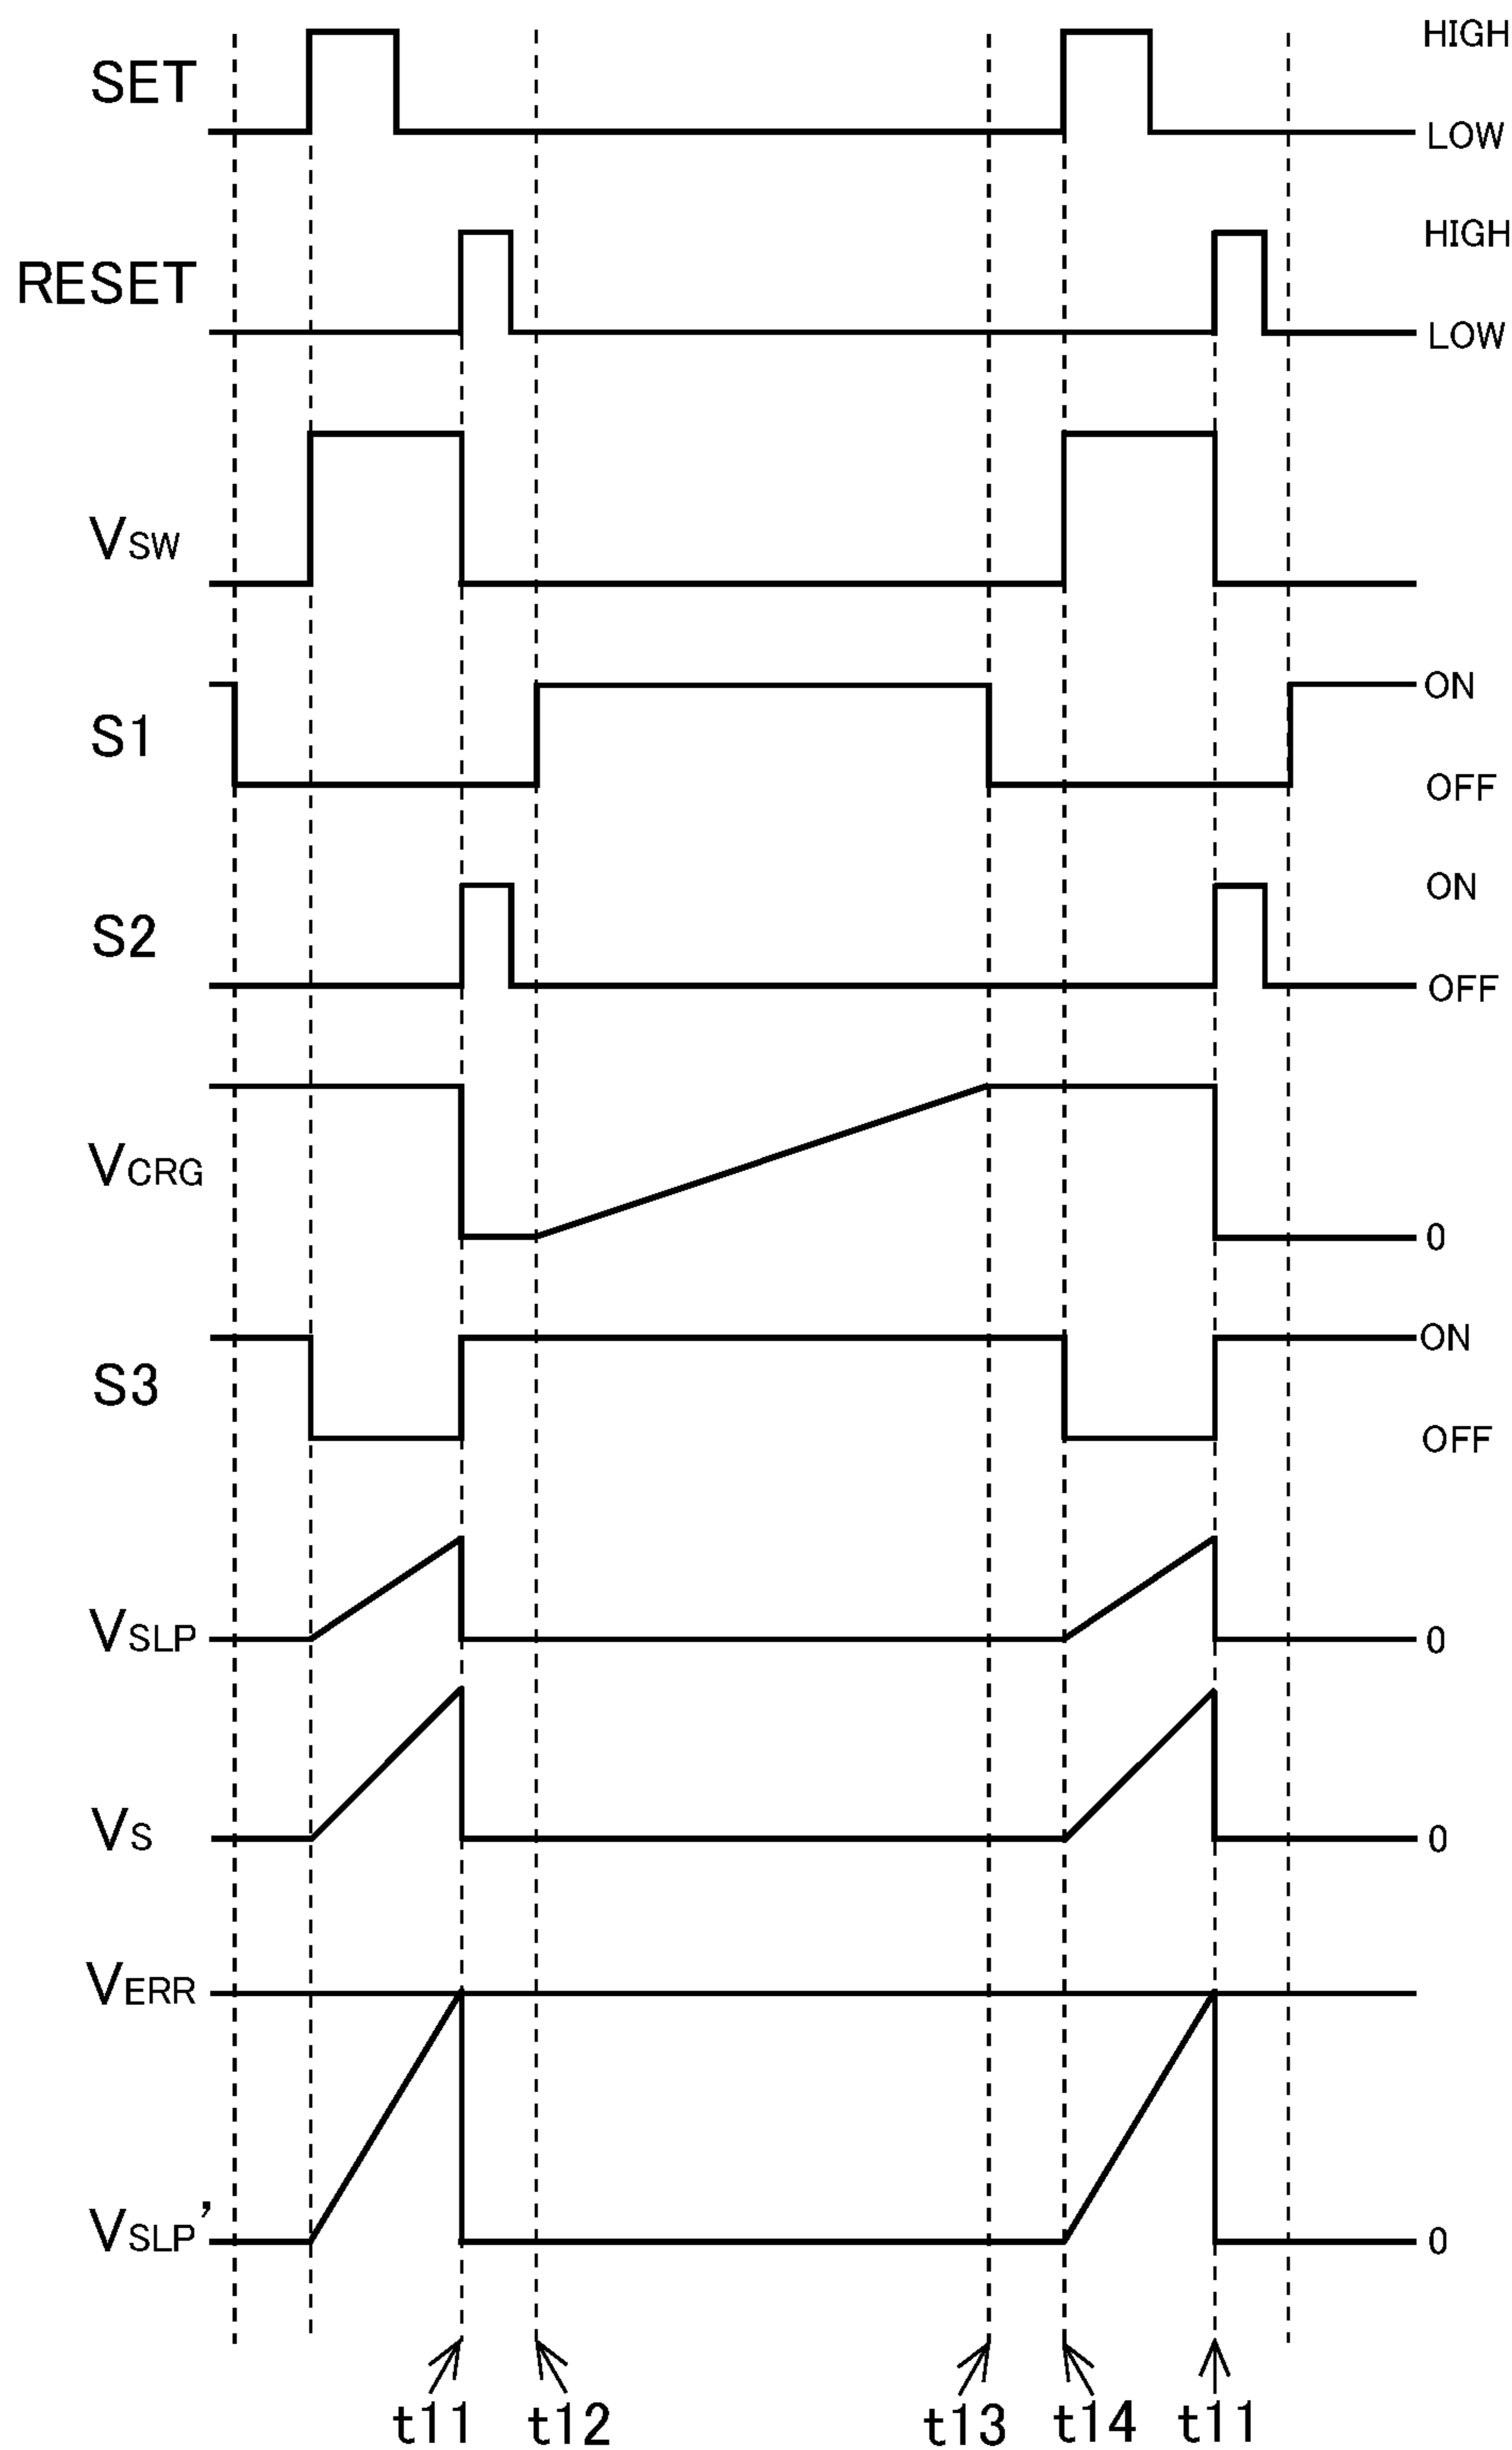 HIGH
SET
LOW
HIGH
RESET
LOW
VSW
ON
S1
OFF
ON
S2
OFF
VCRG
0
ON
S3
OFF
VSLP
0
VS
0
VERR
VSLP'
0
t11 t12 t13 t14 t11